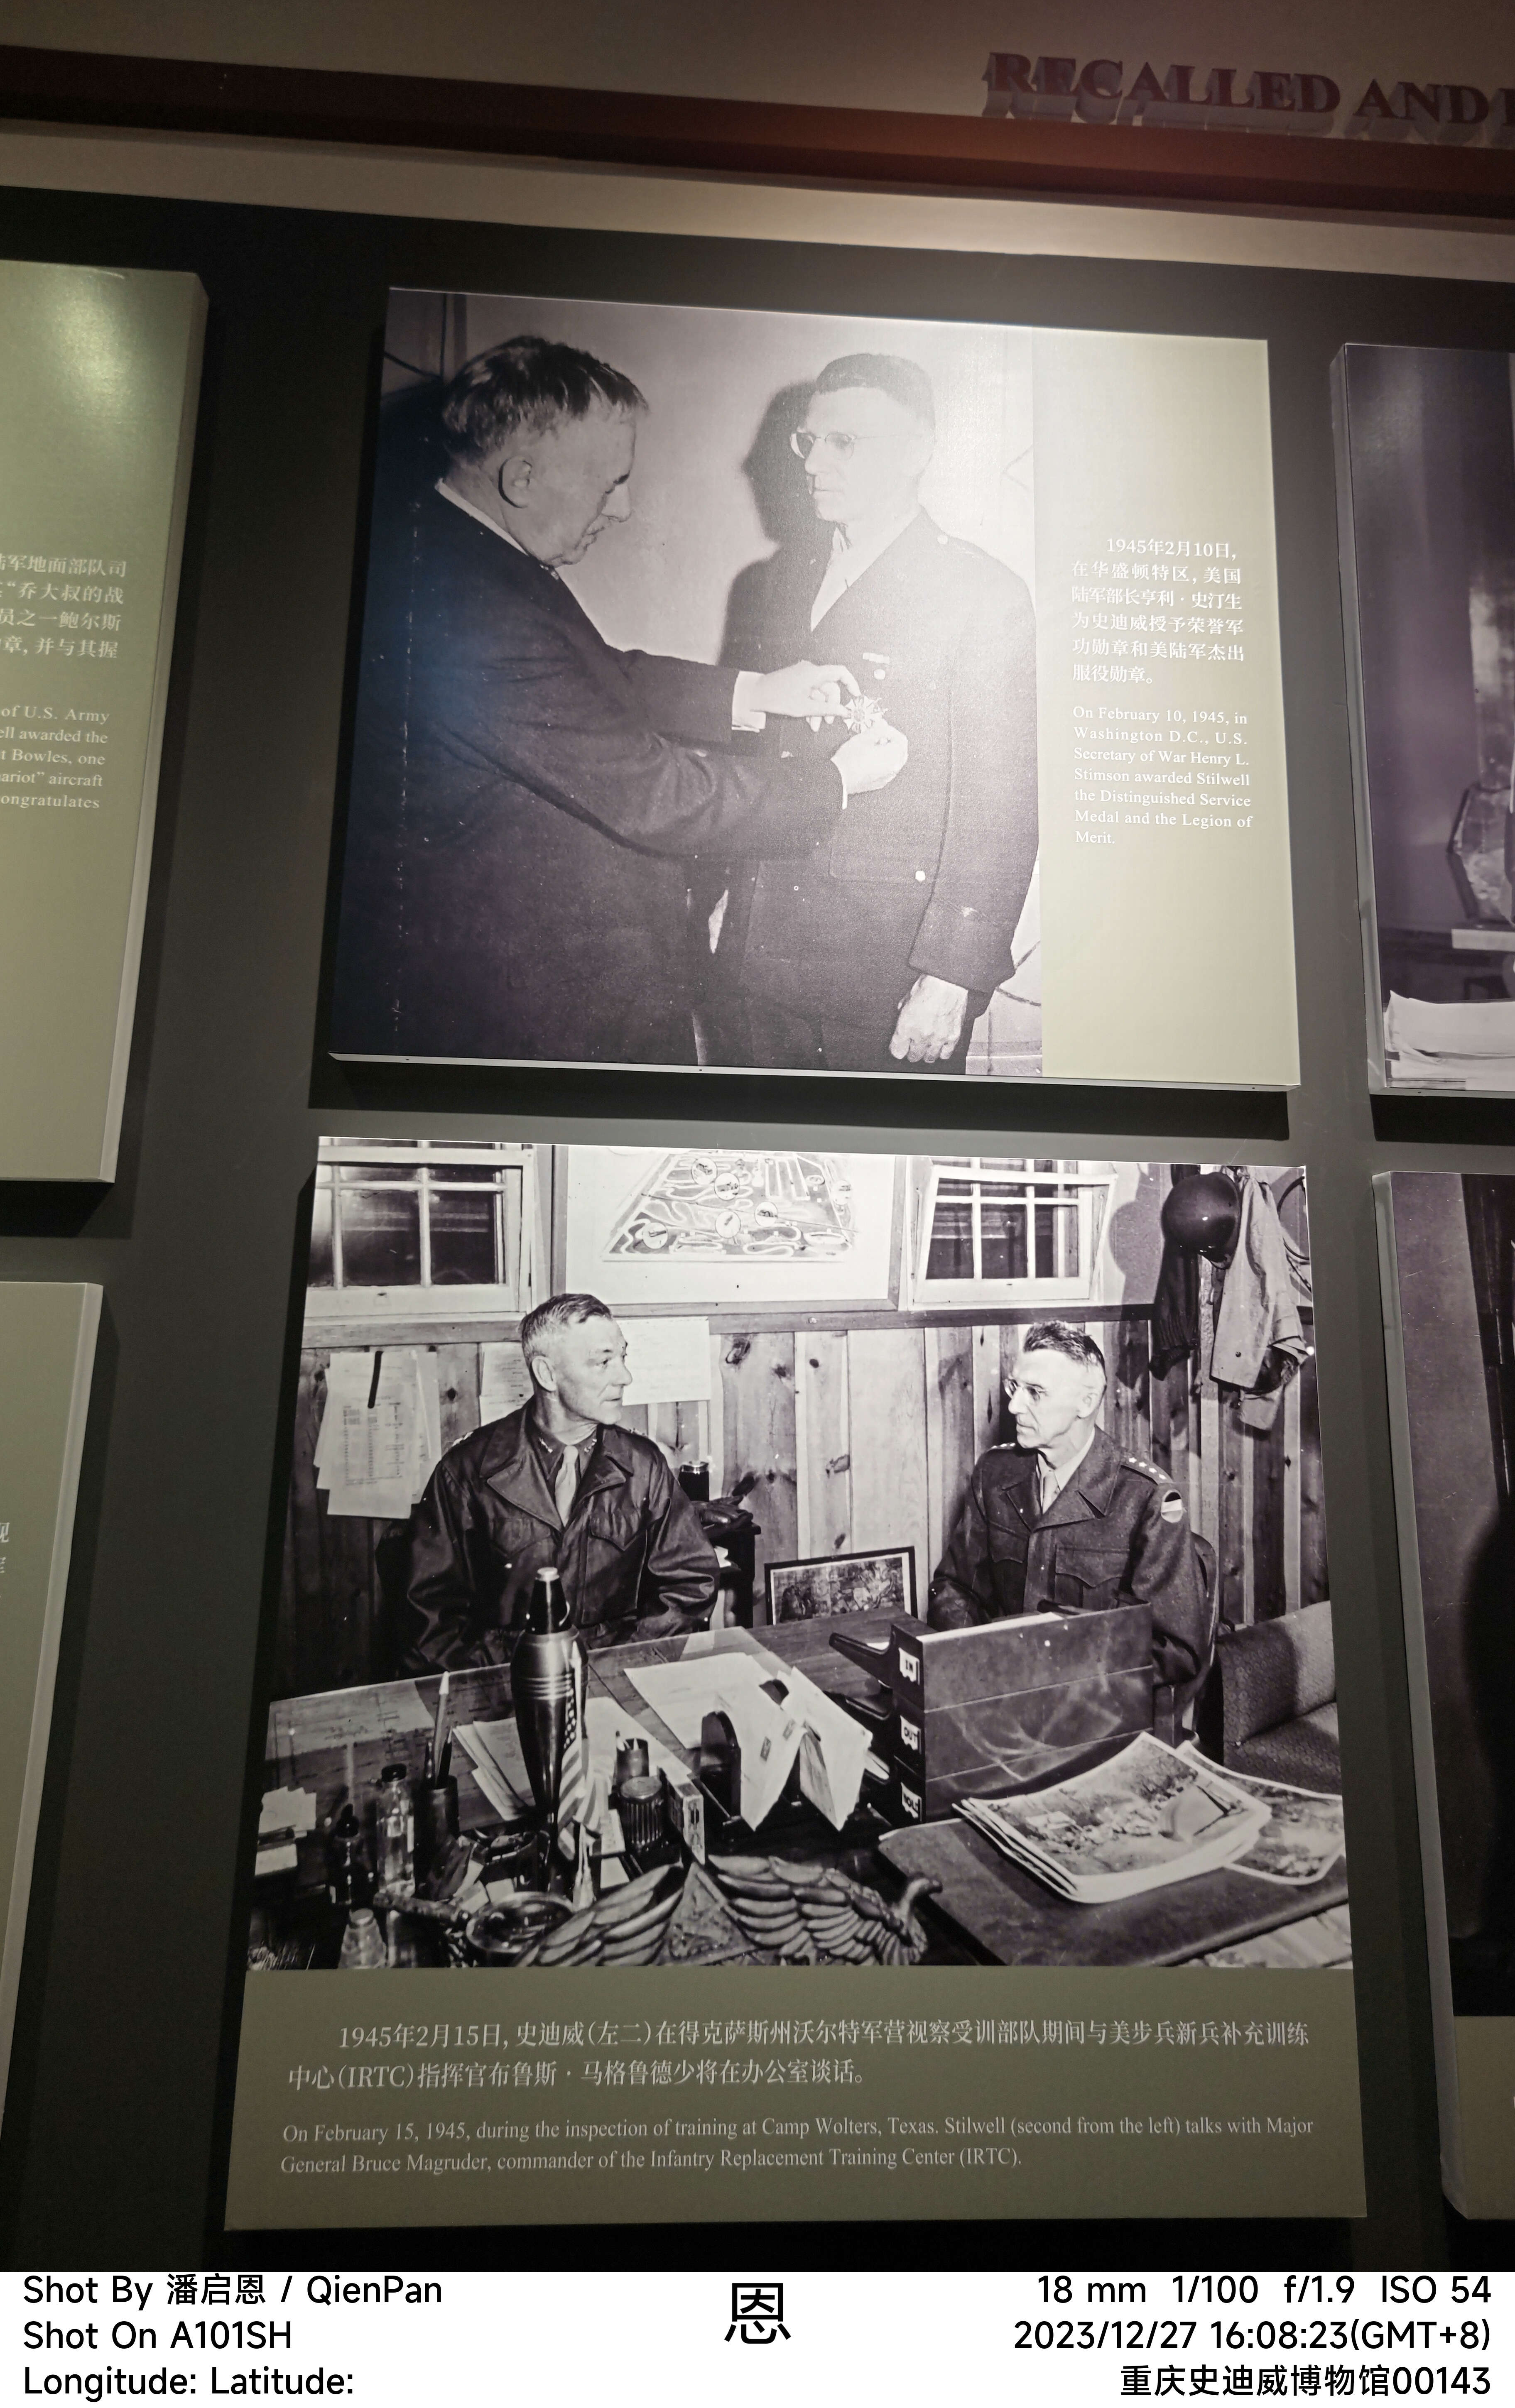 RECALLED AND
陆军地面部队司
“乔大叔的战
员之一鲍尔斯
章，并与其握
of U.S. Army
ell awarded the
t Bowles, one
ariot” aircraft
ongratulates
1945年2月10日，
在华盛顿特区，美国
陆军部长亨利·史汀生
为史迪威授予荣誉军
功勋章和美陆军杰出
服役勋章。
On February 10, 1945, in
Washington D.C., U.S.
Secretary of War Henry L.
Stimson awarded Stilwell
the Distinguished Service
Medal and the Legion of
Merit.
IN
OUT
1945年2月15日，史迪威（左二）在得克萨斯州沃尔特军营视察受训部队期间与美步兵新兵补充训练
中心（IRTC）指挥官布鲁斯·马格鲁德少将在办公室谈话。
On February 15, 1945, during the inspection of training at Camp Wolters, Texas. Stilwell (second from the left) talks with Major
General Bruce Magruder, commander of the Infantry Replacement Training Center (IRTC).
Shot By 潘启恩 / QienPan
Shot On A101SH
Longitude: Latitude:
恩
18 mm 1/100 f/1.9 ISO 54
2023/12/27 16:08:23(GMT+8)
重庆史迪威博物馆00143